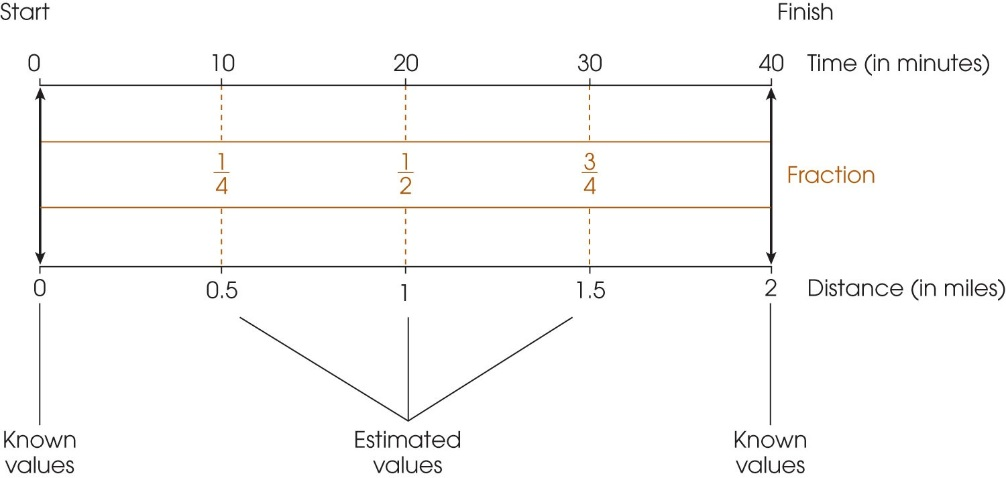 Start Finish
0 10 20 30 40 Time (in minutes)
1/4 1/2 3/4 Fraction
0 0.5 1 1.5 2 Distance (in miles)
Known Estimated Known
values values values